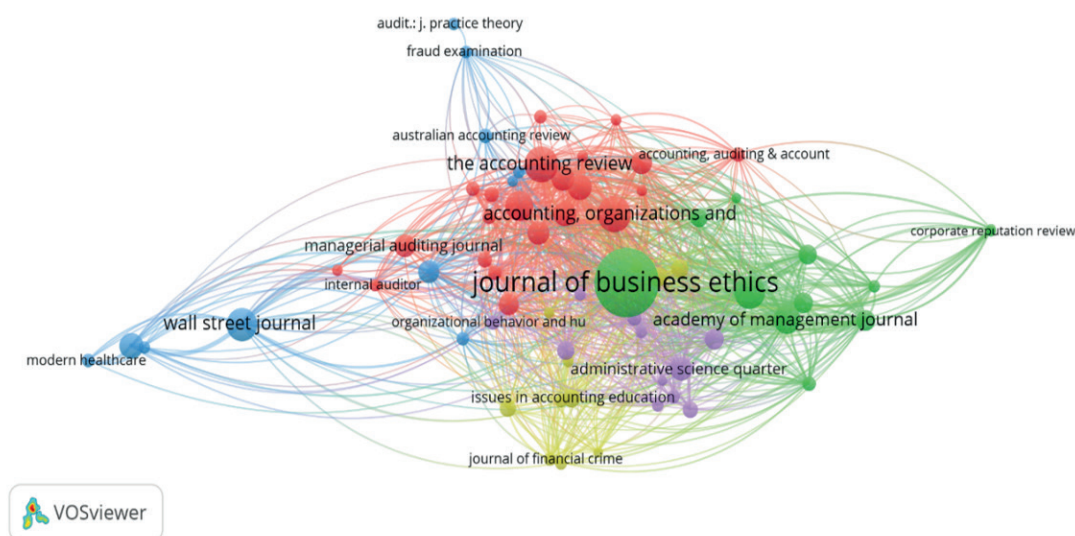 audit.: j. practice theory
fraud examination
australian accounting review
the accounting review
accounting, auditing & account
accounting, organizations and
corporate reputation review
managerial auditing journal
internal auditor
journal of business ethics
wall street journal
organizational behavior and hu
academy of management journal
modern healthcare
administrative science quarter
issues in accounting education
journal of financial crime
VOSviewer